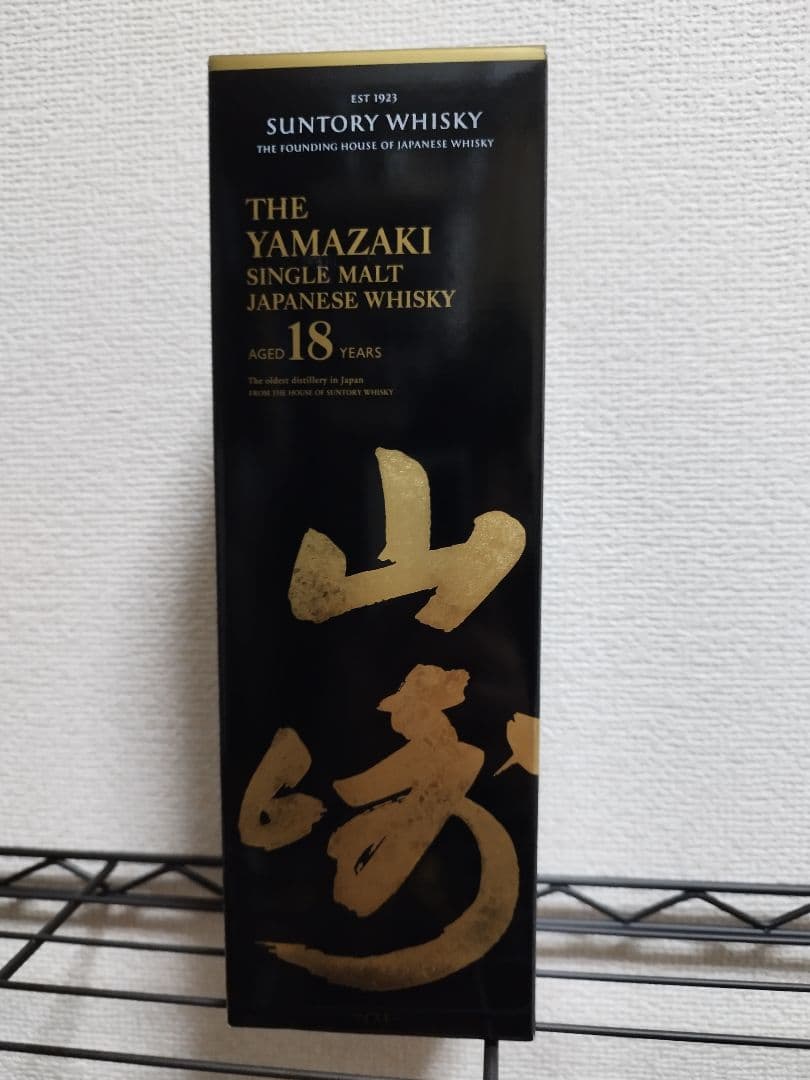 EST 1923
SUNTORY WHISKY
THE FOUNDING HOUSE OF JAPANESE WHISKY
THE
YAMAZAKI
SINGLE MALT
JAPANESE WHISKY
AGED 18 YEARS
The oldest distillery in Japan
FROM THE HOUSE OF SUNTORY WHISKY
山
崎